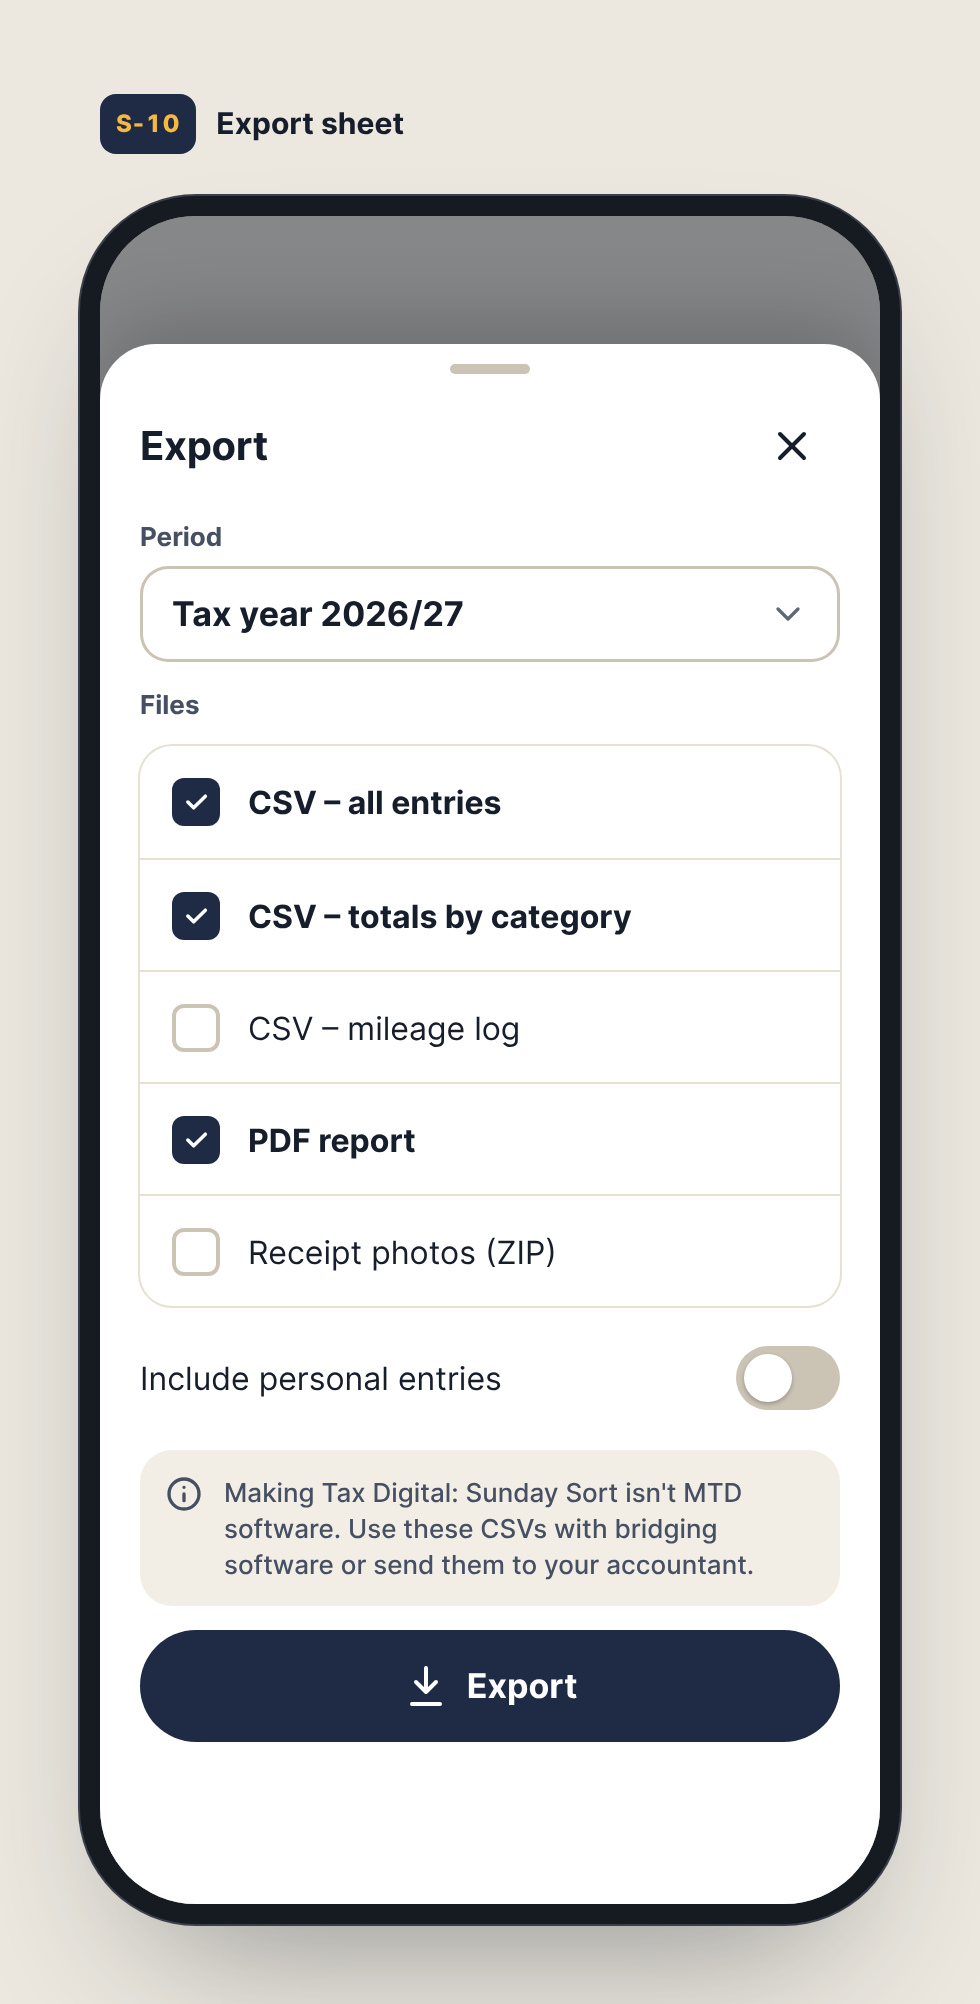 S-10 Export sheet
Export
Period
Tax year 2026/27
Files
CSV – all entries
CSV – totals by category
CSV – mileage log
PDF report
Receipt photos (ZIP)
Include personal entries
Making Tax Digital: Sunday Sort isn't MTD
software. Use these CSVs with bridging
software or send them to your accountant.
Export